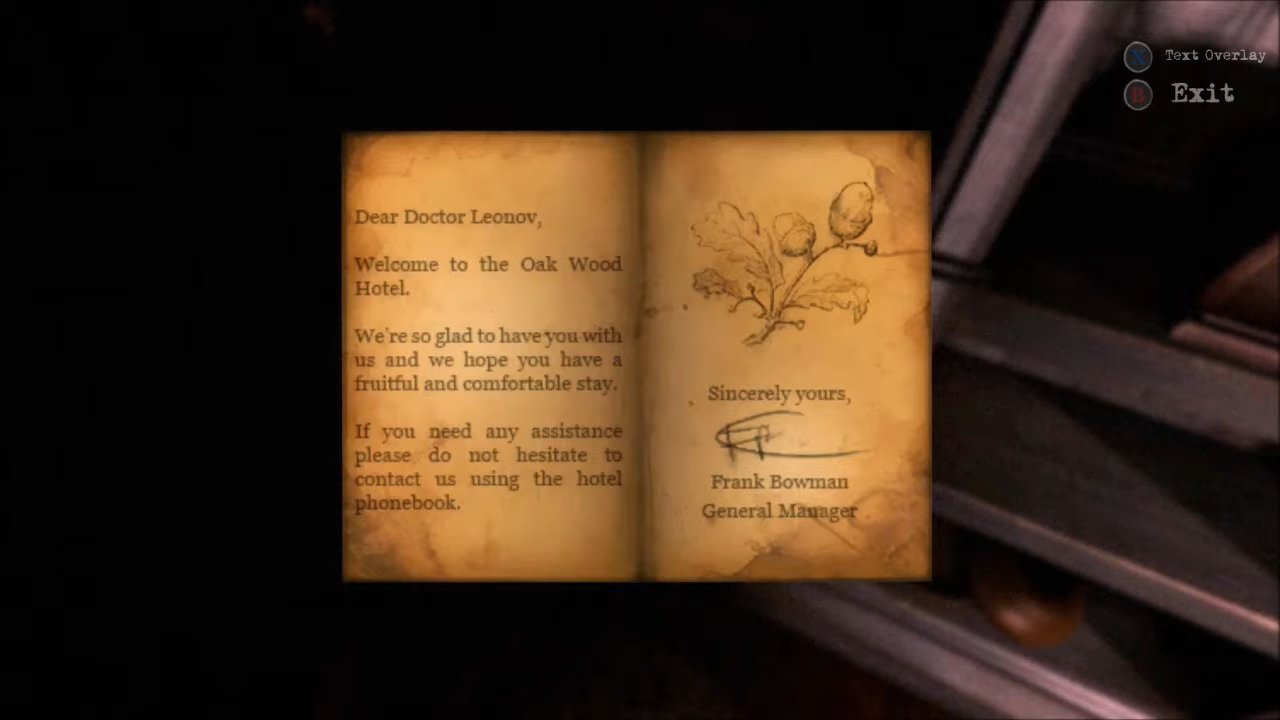 X Text Overlay
B Exit
Dear Doctor Leonov,
Welcome to the Oak Wood
Hotel.
We're so glad to have you with
us and we hope you have a
fruitful and comfortable stay.
If you need any assistance
please do not hesitate to
contact us using the hotel
phonebook.
Sincerely yours,
Frank Bowman
General Manager